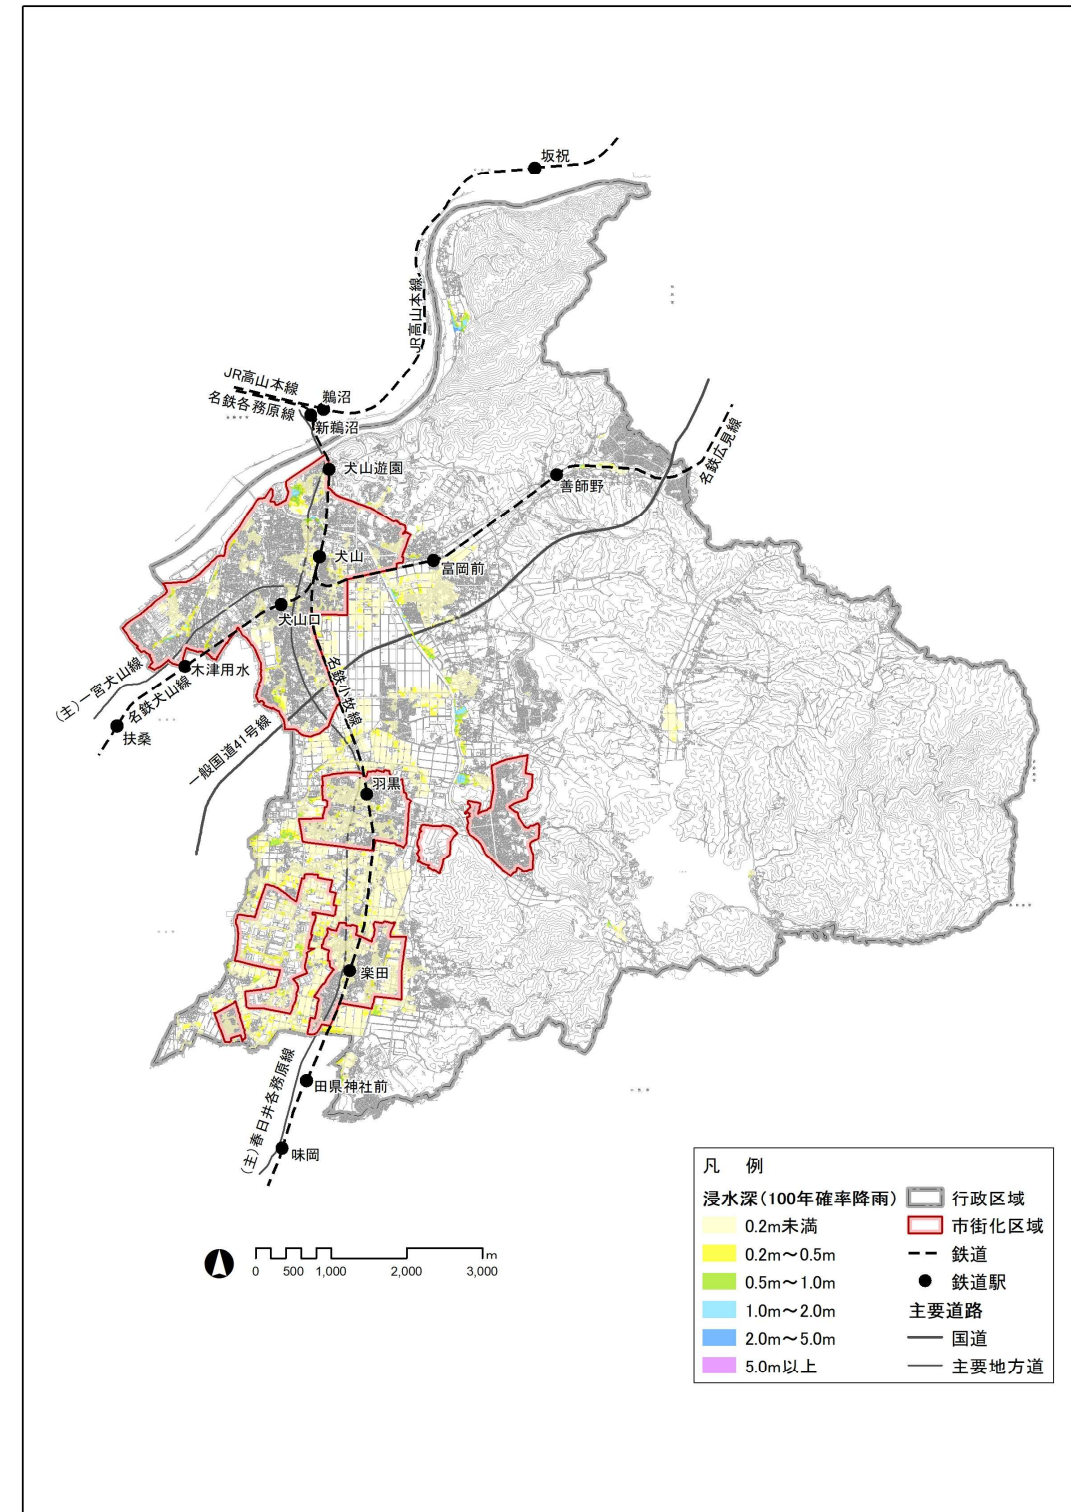 坂祝
JR高山本線
JR高山本線
名鉄各務原線
鵜沼
新鵜沼
犬山遊園
善師野
名鉄広見線
犬山
富岡前
犬山口
木津用水
(主)一宮犬山線
名鉄犬山線
扶桑
名鉄小牧線
一般国道41号線
羽黒
楽田
(主)春日井各務原線
田県神社前
味岡
0 500 1,000 2,000 3,000 m
凡 例
浸水深(100年確率降雨)
0.2m未満
0.2m～0.5m
0.5m～1.0m
1.0m～2.0m
2.0m～5.0m
5.0m以上
行政区域
市街化区域
鉄道
鉄道駅
主要道路
国道
主要地方道